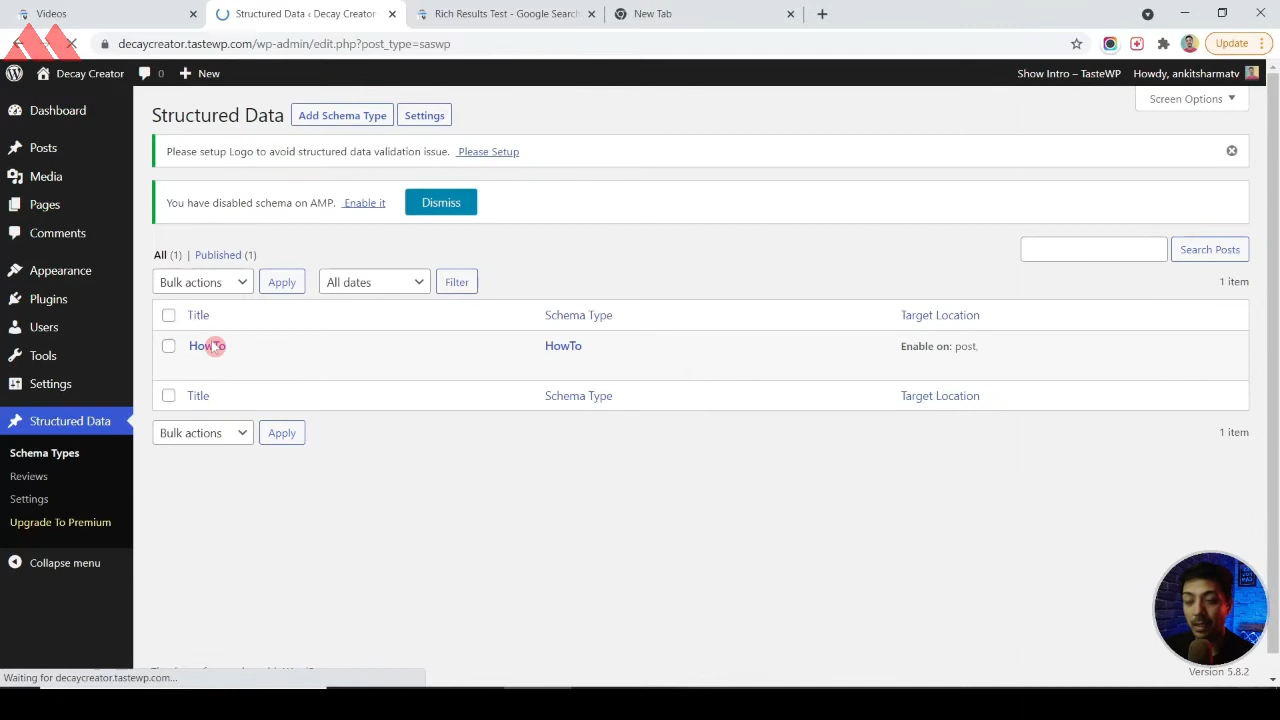 Videos
Structured Data ‹ Decay Creator
Rich Results Test - Google Search
New Tab
decaycreator.tastewp.com/wp-admin/edit.php?post_type=saswp
Update
Decay Creator
0
New
Show Intro – TasteWP
Howdy, ankitsharmatv
Dashboard
Posts
Media
Pages
Comments
Appearance
Plugins
Users
Tools
Settings
Structured Data
Schema Types
Reviews
Settings
Upgrade To Premium
Collapse menu
Screen Options
Structured Data
Add Schema Type
Settings
Please setup Logo to avoid structured data validation issue. Please Setup
You have disabled schema on AMP. Enable it
Dismiss
All (1) | Published (1)
Search Posts
Bulk actions
Apply
All dates
Filter
1 item
Title
Schema Type
Target Location
HowTo
HowTo
Enable on: post,
Title
Schema Type
Target Location
Bulk actions
Apply
1 item
Version 5.8.2
Waiting for decaycreator.tastewp.com...